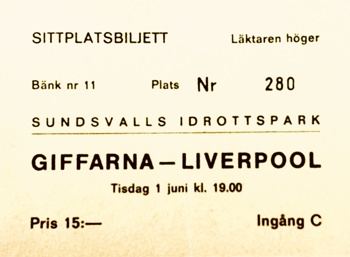 SITTPLATSBILJETT Läktaren höger
Bänk nr 11 Plats Nr 280
SUNDSVALLS IDROTTSPARK
GIFFARNA — LIVERPOOL
Tisdag 1 juni kl. 19.00
Pris 15:— Ingång C